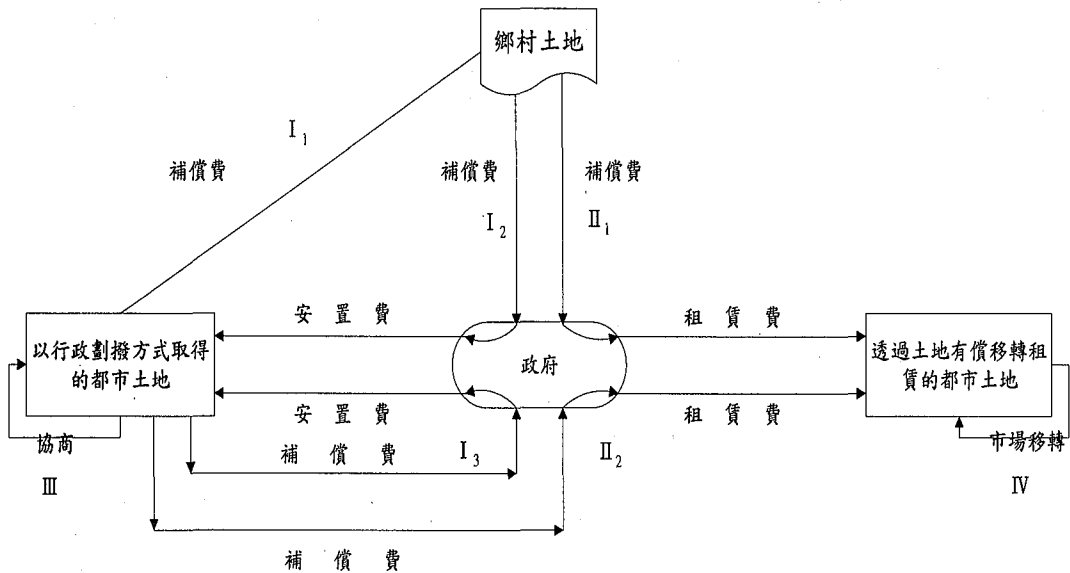 鄉村土地
I₁
補償費
補償費
補償費
I₂
II₁
安置費
租賃費
以行政劃撥方式取得
的都市土地
政府
透過土地有償移轉租
賃的都市土地
安置費
租賃費
協商
III
補償費
I₃
II₂
市場移轉
IV
補償費